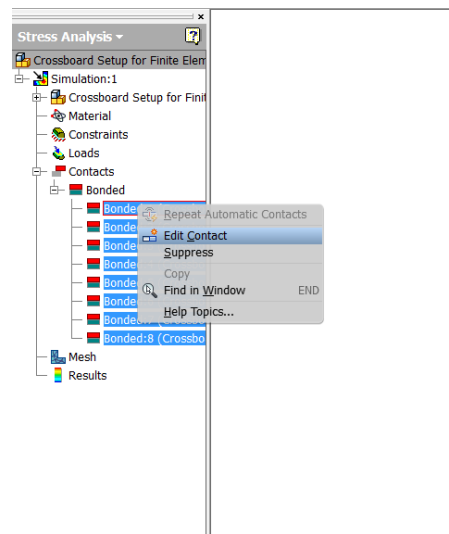 Stress Analysis
Crossboard Setup for Finite Elem
Simulation:1
Crossboard Setup for Finit
Material
Constraints
Loads
Contacts
Bonded
Repeat Automatic Contacts
Edit Contact
Suppress
Copy
Find in Window END
Help Topics...
Bonded:8 (Crossbo
Mesh
Results